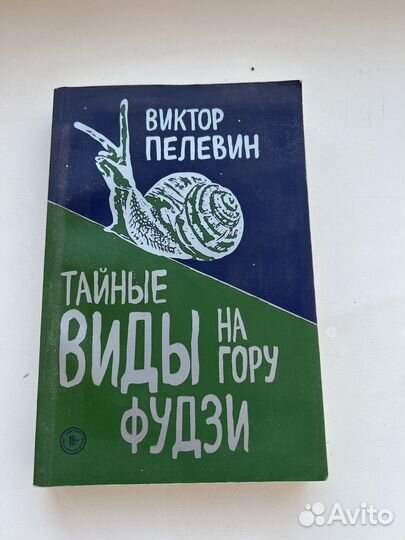 ВИКТОР
ПЕЛЕВИН
ТАЙНЫЕ
ВИДЫ НА ГОРУ
ФУДЗИ
18+
Avito